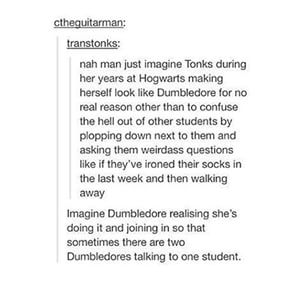 ctheguitarman:
transtonks:
nah man just imagine Tonks during
her years at Hogwarts making
herself look like Dumbledore for no
real reason other than to confuse
the hell out of other students by
plopping down next to them and
asking them weirdass questions
like if they've ironed their socks in
the last week and then walking
away
Imagine Dumbledore realising she's
doing it and joining in so that
sometimes there are two
Dumbledores talking to one student.